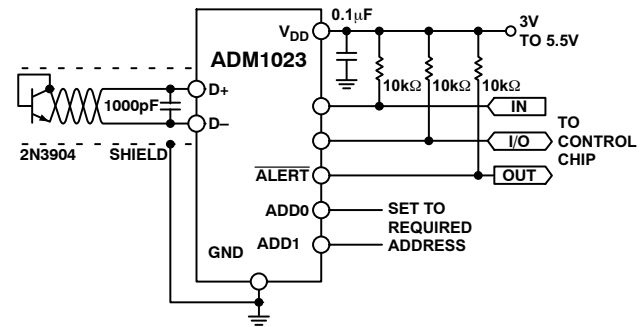 ADM1023
V DD
0.1μF
3V
TO 5.5V
10kΩ
10kΩ
10kΩ
D+
D–
1000pF
2N3904
SHIELD
IN
I/O
OUT
TO
CONTROL
CHIP
ALERT
ADD0
ADD1
SET TO
REQUIRED
ADDRESS
GND